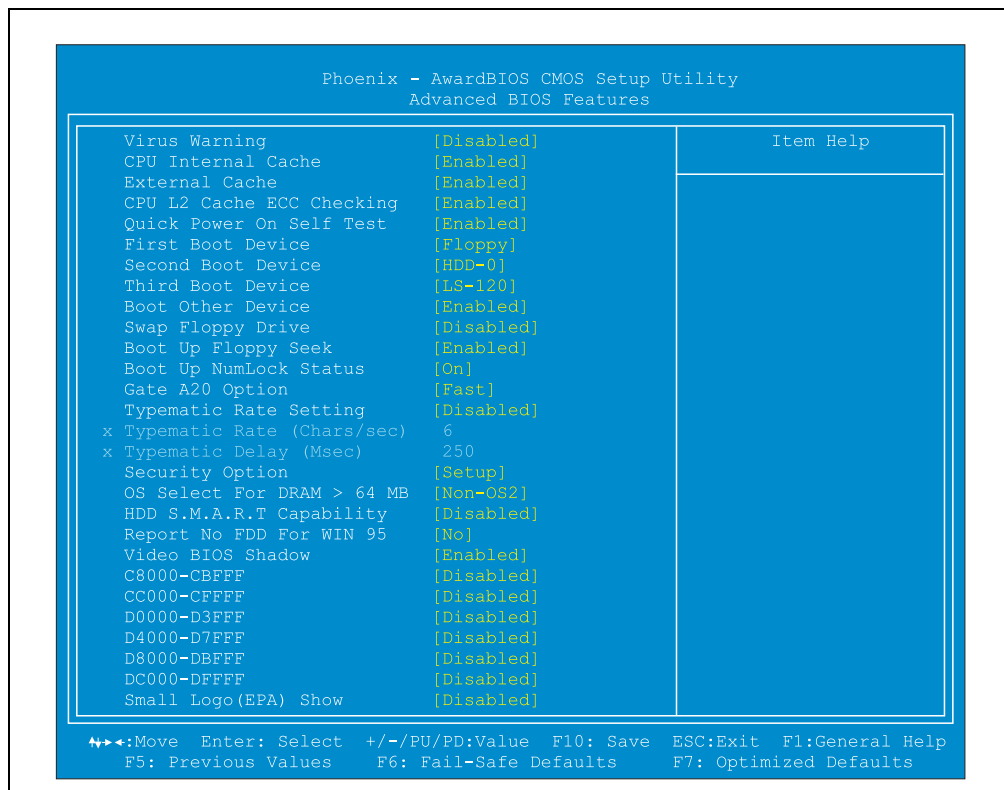 Phoenix - AwardBIOS CMOS Setup Utility
Advanced BIOS Features
Item Help
Virus Warning [Disabled]
CPU Internal Cache [Enabled]
External Cache [Enabled]
CPU L2 Cache ECC Checking [Enabled]
Quick Power On Self Test [Enabled]
First Boot Device [Floppy]
Second Boot Device [HDD-0]
Third Boot Device [LS-120]
Boot Other Device [Enabled]
Swap Floppy Drive [Disabled]
Boot Up Floppy Seek [Enabled]
Boot Up NumLock Status [On]
Gate A20 Option [Fast]
Typematic Rate Setting [Disabled]
x Typematic Rate (Chars/sec) 6
x Typematic Delay (Msec) 250
Security Option [Setup]
OS Select For DRAM > 64 MB [Non-OS2]
HDD S.M.A.R.T Capability [Disabled]
Report No FDD For WIN 95 [No]
Video BIOS Shadow [Enabled]
C8000-CBFFF [Disabled]
CC000-CFFFF [Disabled]
D0000-D3FFF [Disabled]
D4000-D7FFF [Disabled]
D8000-DBFFF [Disabled]
DC000-DFFFF [Disabled]
Small Logo(EPA) Show [Disabled]
:Move Enter: Select +/-/PU/PD:Value F10: Save ESC:Exit F1:General Help
F5: Previous Values F6: Fail-Safe Defaults F7: Optimized Defaults